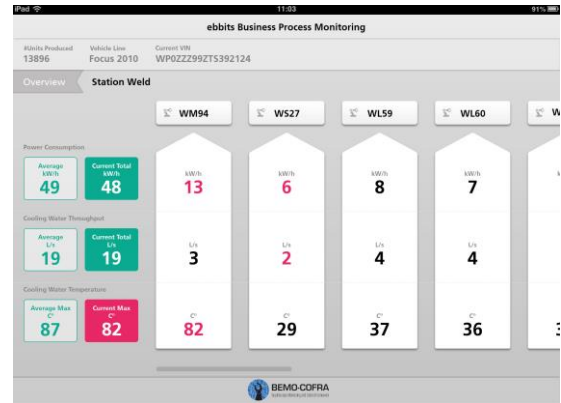 iPad
11:03
91%
ebbits Business Process Monitoring
#Units Produced
Vehicle Line
Current VIN
13896
Focus 2010
WP0ZZZ99ZTS392124
Overview
Station Weld
WM94
WS27
WL59
WL60
W
Power Consumption
Average
kW/h
49
Current Total
kW/h
48
kW/h
13
kW/h
6
kW/h
8
kW/h
7
Cooling Water Throughput
Average
L/s
19
Current Total
L/s
19
L/s
3
L/s
2
L/s
4
L/s
4
Cooling Water Temperature
Average Max
C°
87
Current Max
C°
82
C°
82
C°
29
C°
37
C°
36
BEMO-COFRA